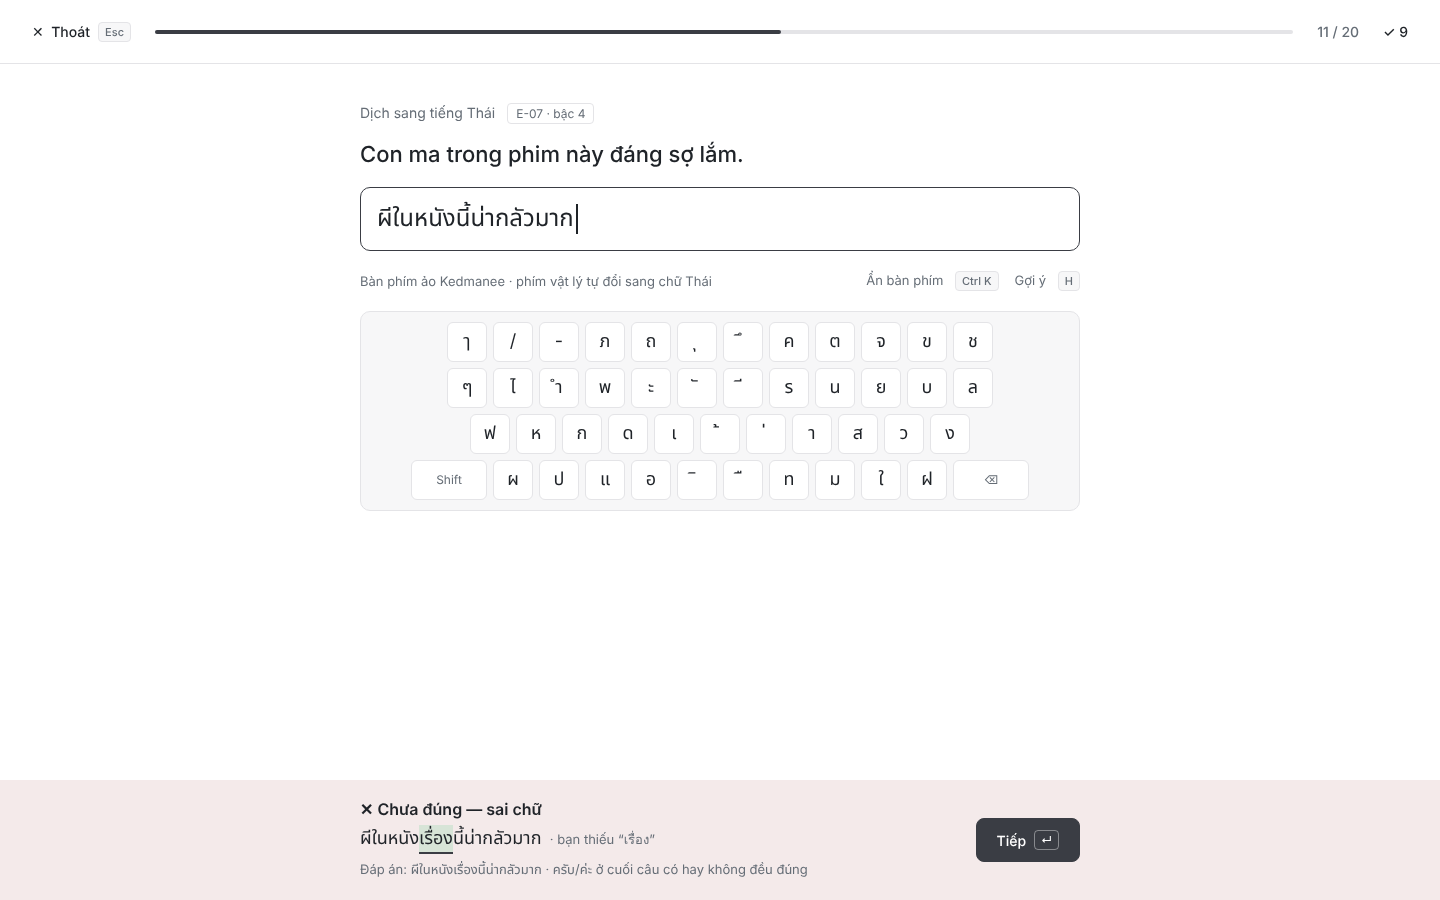 ✕ Thoát Esc 11 / 20 ✓ 9
Dịch sang tiếng Thái E-07 · bậc 4
Con ma trong phim này đáng sợ lắm.
ผีในหนังนี้น่ากลัวมาก
Bàn phím ảo Kedmanee · phím vật lý tự đổi sang chữ Thái Ẩn bàn phím Ctrl K Gợi ý H
ๅ / - ภ ถ ุ ึ ค ต จ ข ช
ๆ ไ ำ พ ะ ั ี ร น ย บ ล
ฟ ห ก ด เ ้ ่ า ส ว ง
Shift ผ ป แ อ ิ ื ท ม ใ ฝ ⌫
✕ Chưa đúng — sai chữ
ผีในหนังเรื่องนี้น่ากลัวมาก · bạn thiếu “เรื่อง”
Tiếp ↵
Đáp án: ผีในหนังเรื่องนี้น่ากลัวมาก · ครับ/ค่ะ ở cuối câu có hay không đều đúng